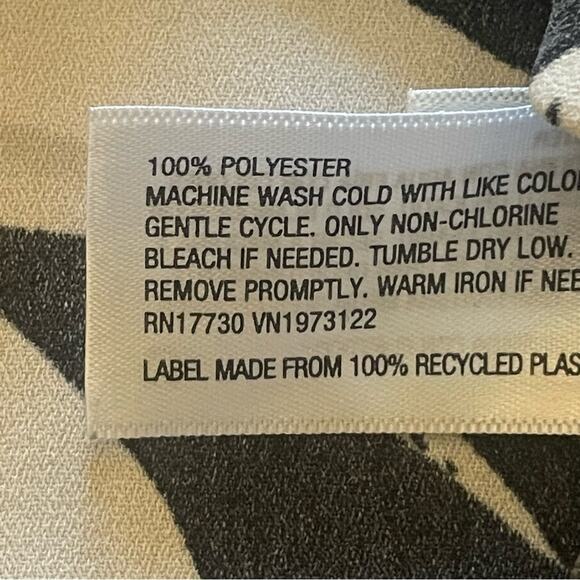 100% POLYESTER
MACHINE WASH COLD WITH LIKE COLO
GENTLE CYCLE. ONLY NON-CHLORINE
BLEACH IF NEEDED. TUMBLE DRY LOW.
REMOVE PROMPTLY. WARM IRON IF NEE
RN17730 VN1973122
LABEL MADE FROM 100% RECYCLED PLAS